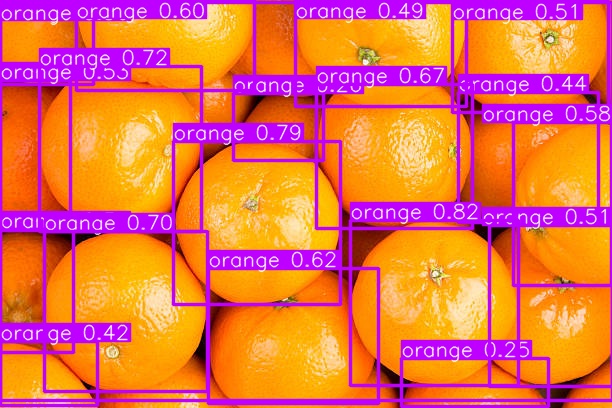 orange 0.60
orange 0.49
orange 0.51
orange 0.72
orange 0.67
orange 0.44
orange 0.58
orange 0.79
orange 0.82
orange 0.51
orange 0.70
orange 0.62
orange 0.42
orange 0.25